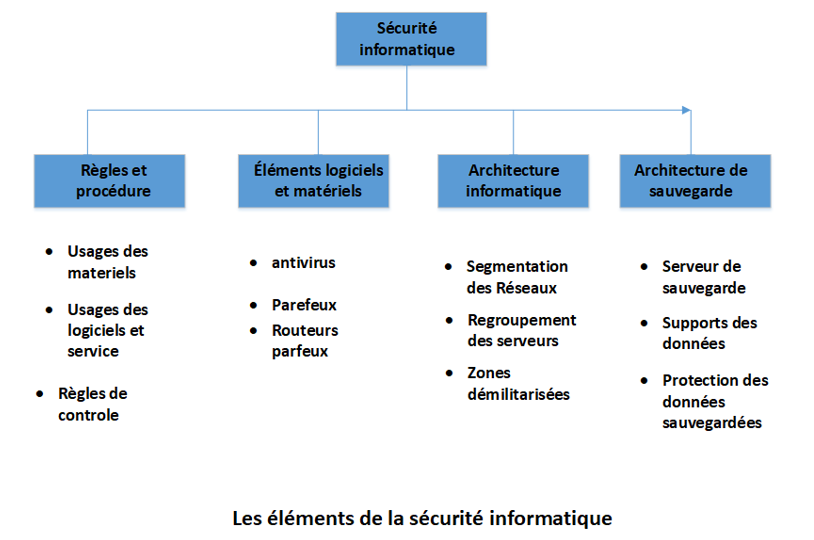 Sécurité
informatique
Règles et
procédure
Éléments logiciels
et matériels
Architecture
informatique
Architecture de
sauvegarde
• Usages des
materiels
• Usages des
logiciels et
service
• Règles de
controle
• antivirus
• Parefeux
• Routeurs
parfeux
• Segmentation
des Réseaux
• Regroupement
des serveurs
• Zones
démilitarisées
• Serveur de
sauvegarde
• Supports des
données
• Protection des
données
sauvegardées
Les éléments de la sécurité informatique